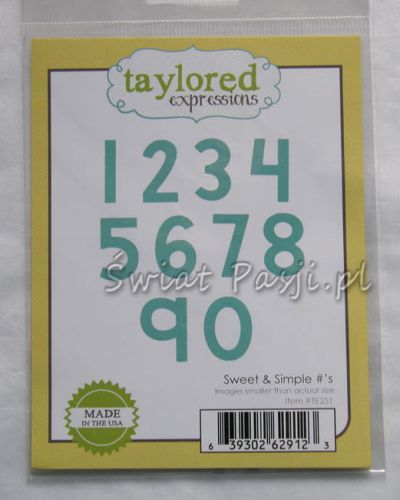 taylored
expressions
1234
5678
90
Świat Pasji.pl
Sweet & Simple #'s
Images smaller than actual size
Item #TE251
MADE
IN THE USA
6 39302 62912 3